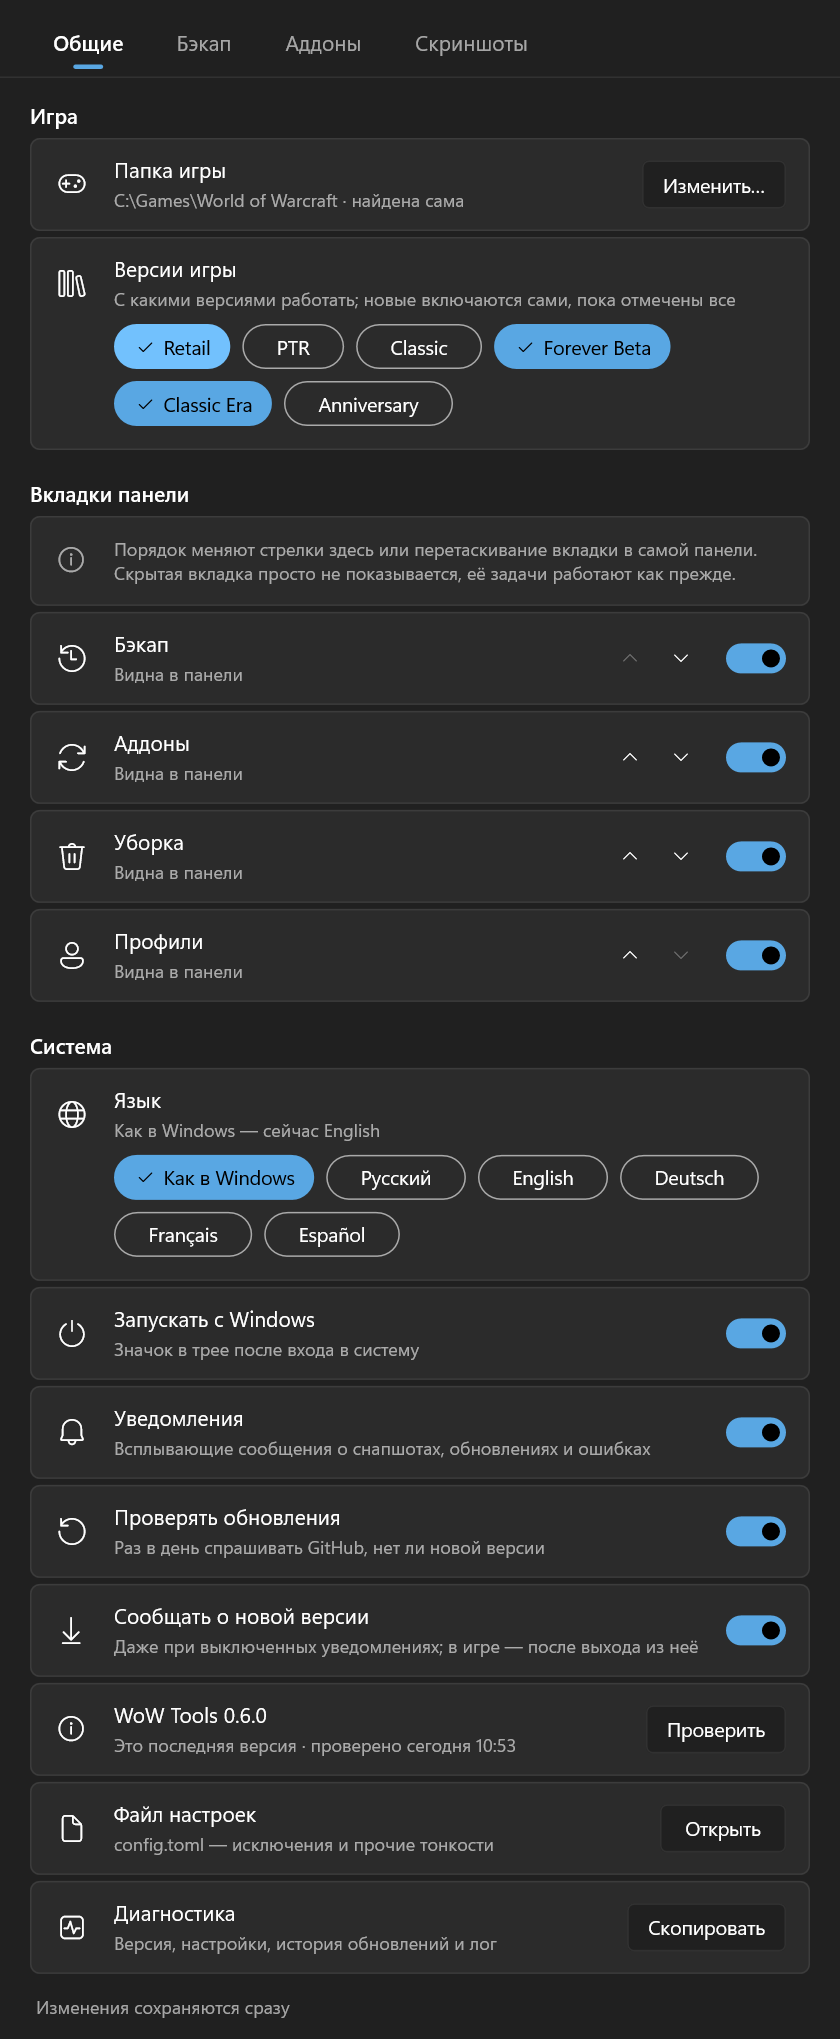 Общие
Бэкап
Аддоны
Скриншоты
Игра
Папка игры
C:\Games\World of Warcraft · найдена сама
Изменить...
Версии игры
С какими версиями работать; новые включаются сами, пока отмечены все
Retail
PTR
Classic
Forever Beta
Classic Era
Anniversary
Вкладки панели
Порядок меняют стрелки здесь или перетаскивание вкладки в самой панели.
Скрытая вкладка просто не показывается, её задачи работают как прежде.
Бэкап
Видна в панели
Аддоны
Видна в панели
Уборка
Видна в панели
Профили
Видна в панели
Система
Язык
Как в Windows — сейчас English
Как в Windows
Русский
English
Deutsch
Français
Español
Запускать с Windows
Значок в трее после входа в систему
Уведомления
Всплывающие сообщения о снапшотах, обновлениях и ошибках
Проверять обновления
Раз в день спрашивать GitHub, нет ли новой версии
Сообщать о новой версии
Даже при выключенных уведомлениях; в игре — после выхода из неё
WoW Tools 0.6.0
Это последняя версия · проверено сегодня 10:53
Проверить
Файл настроек
config.toml — исключения и прочие тонкости
Открыть
Диагностика
Версия, настройки, история обновлений и лог
Скопировать
Изменения сохраняются сразу